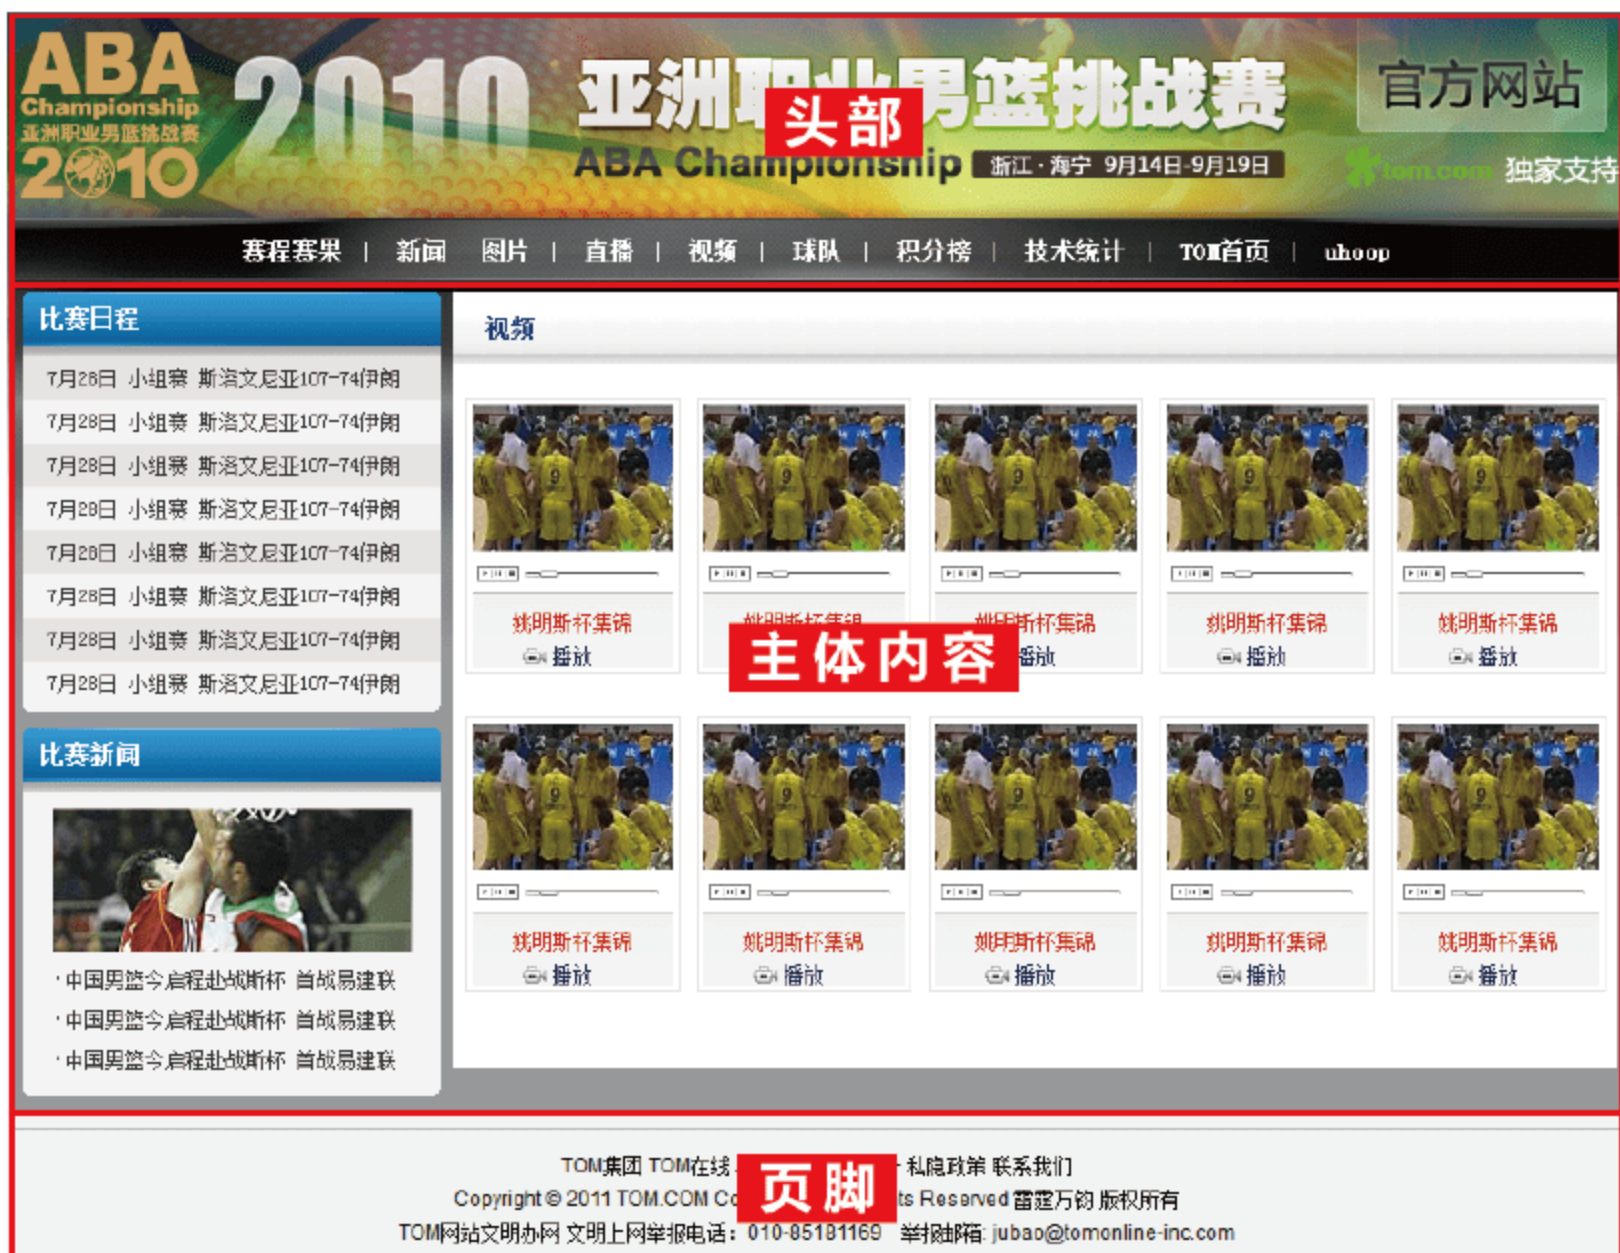 ABA
Championship
亚洲职业男篮挑战赛
2010
2010
亚洲职业男篮挑战赛
头部
ABA Championship
浙江·海宁 9月14日-9月19日
官方网站
tom.com 独家支持
赛程赛果 | 新闻 图片 | 直播 | 视频 | 球队 | 积分榜 | 技术统计 | TOM首页 | uhoop
比赛日程
7月28日 小组赛 斯洛文尼亚107-74伊朗
7月28日 小组赛 斯洛文尼亚107-74伊朗
7月28日 小组赛 斯洛文尼亚107-74伊朗
7月28日 小组赛 斯洛文尼亚107-74伊朗
7月28日 小组赛 斯洛文尼亚107-74伊朗
7月28日 小组赛 斯洛文尼亚107-74伊朗
7月28日 小组赛 斯洛文尼亚107-74伊朗
7月28日 小组赛 斯洛文尼亚107-74伊朗
比赛新闻
·中国男篮今启程赴战斯杯 首战易建联
·中国男篮今启程赴战斯杯 首战易建联
·中国男篮今启程赴战斯杯 首战易建联
视频
姚明斯杯集锦 姚明斯杯集锦 姚明斯杯集锦 姚明斯杯集锦 姚明斯杯集锦
播放 播放 播放 播放
主体内容
姚明斯杯集锦 姚明斯杯集锦 姚明斯杯集锦 姚明斯杯集锦 姚明斯杯集锦
播放 播放 播放 播放 播放
TOM集团 TOM在线 私隐政策 联系我们
页脚
Copyright © 2011 TOM.COM Reserved 雷霆万钧 版权所有
TOM网站文明办网 文明上网举报电话：010-85181169 举报邮箱: jubao@tomonline-inc.com